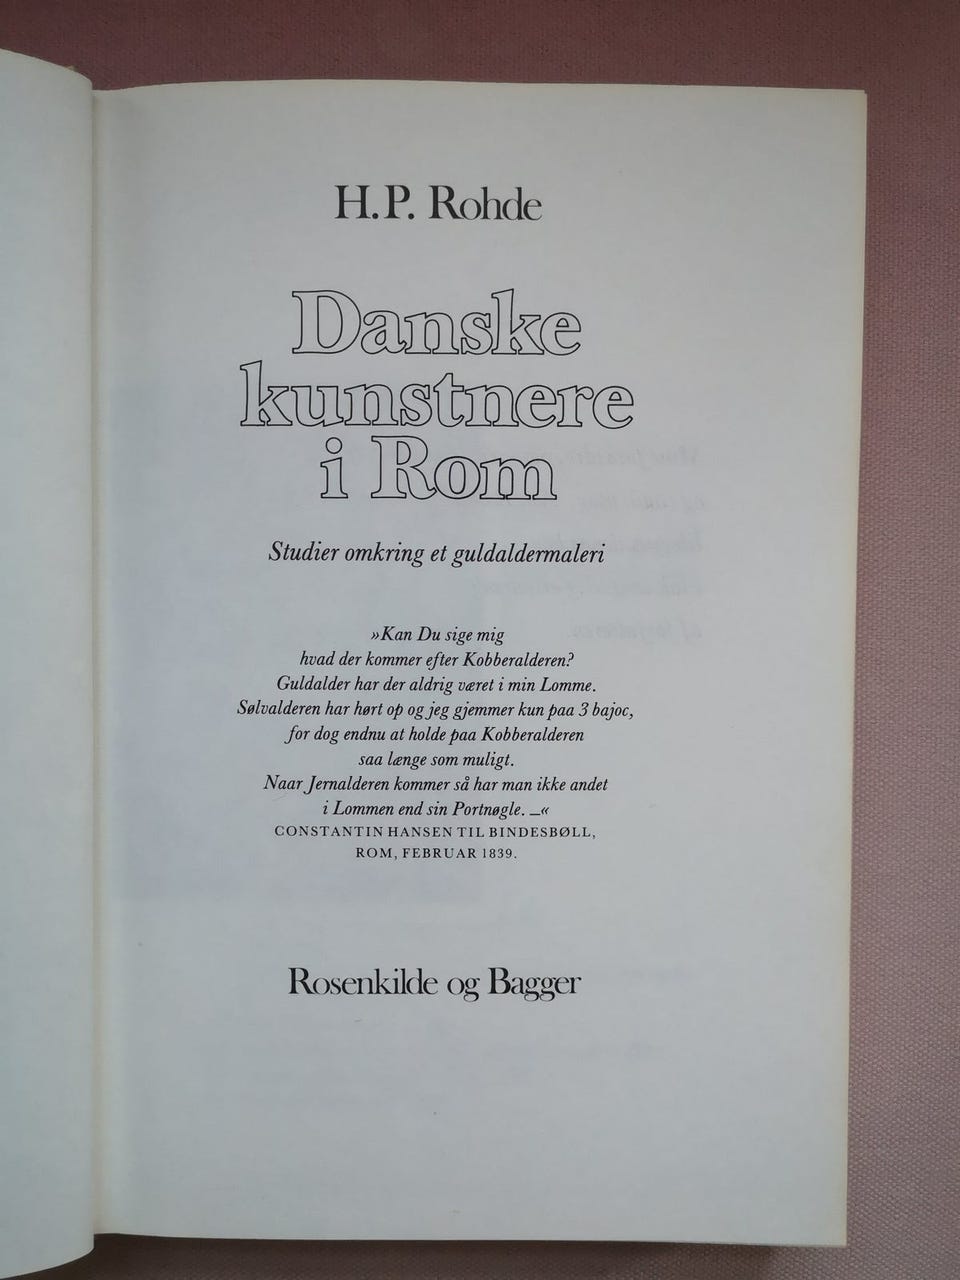 H.P. Rohde
Danske
kunstnere
i Rom
Studier omkring et guldaldermaleri
»Kan Du sige mig
hvad der kommer efter Kobberalderen?
Guldalder har der aldrig været i min Lomme.
Sølvalderen har hørt op og jeg gjemmer kun paa 3 bajoc,
for dog endnu at holde paa Kobberalderen
saa længe som muligt.
Naar Jernalderen kommer så har man ikke andet
i Lommen end sin Portnøgle. —«
CONSTANTIN HANSEN TIL BINDESBØLL,
ROM, FEBRUAR 1839.
Rosenkilde og Bagger